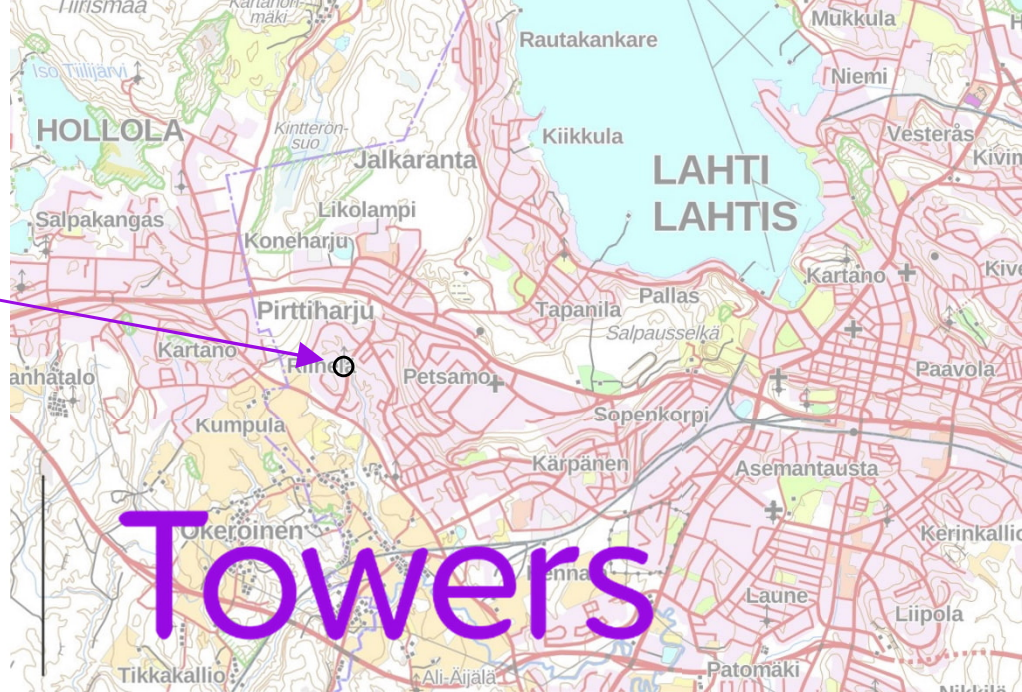 Tiirismaa
Kartanon-
mäki
Mukkula
Rautakankare
Iso Tiilijärvi
Niemi
HOLLOLA
Kintterön-
suo
Kiikkula
Vesterås
Jalkaranta
LAHTI
LAHTIS
Salpakangas
Likolampi
Koneharju
Kartano
Pirttiharju
Tapanila
Pallas
Salpausselkä
Kartano
anhatalo
Petsamo
Paavola
Kumpula
Sopenkorpi
Kärpänen
Asemantausta
Okeroinen
Kerinkallio
Towers
Laune
Liipola
Tikkakallio
Ali-Äijälä
Patomäki
Nikkilä